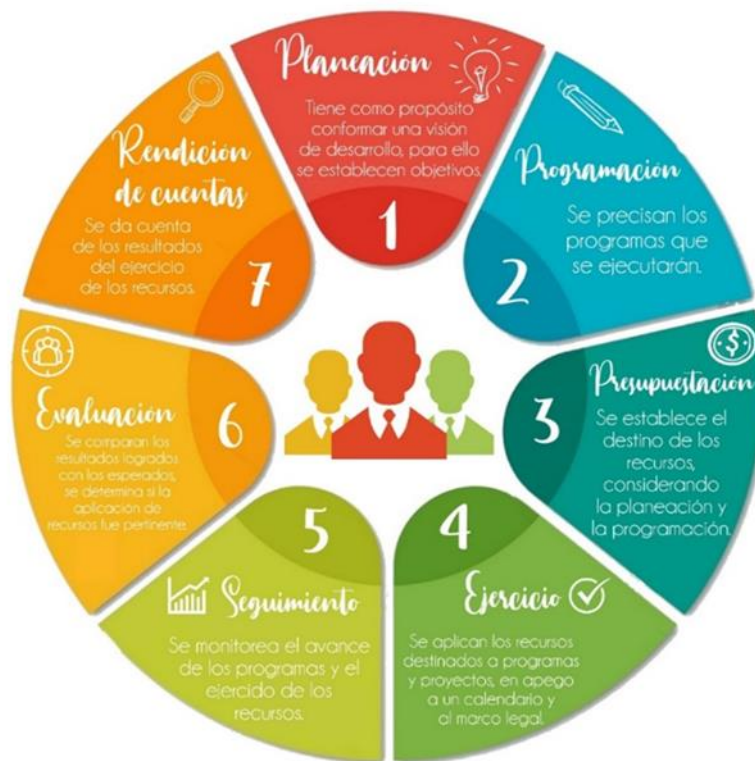 1
Planeación
Tiene como propósito
conformar una visión
de desarrollo, para ello
se establecen objetivos.
2
Programación
Se precisan los
programas que
se ejecutarán.
3
Presupuestación
Se establece el
destino de los
recursos,
considerando
la planeación y
la programación.
4
Ejercicio
Se aplican los recursos
destinados a programas
y proyectos, en apego
a un calendario y
al marco legal.
5
Seguimiento
Se monitorea el avance
de los programas y el
ejercido de los
recursos.
6
Evaluación
Se comparan los
resultados logrados
con los esperados,
se determina si la
aplicación de
recursos fue pertinente.
7
Rendición
de cuentas
Se da cuenta
de los resultados
del ejercicio
de los recursos.